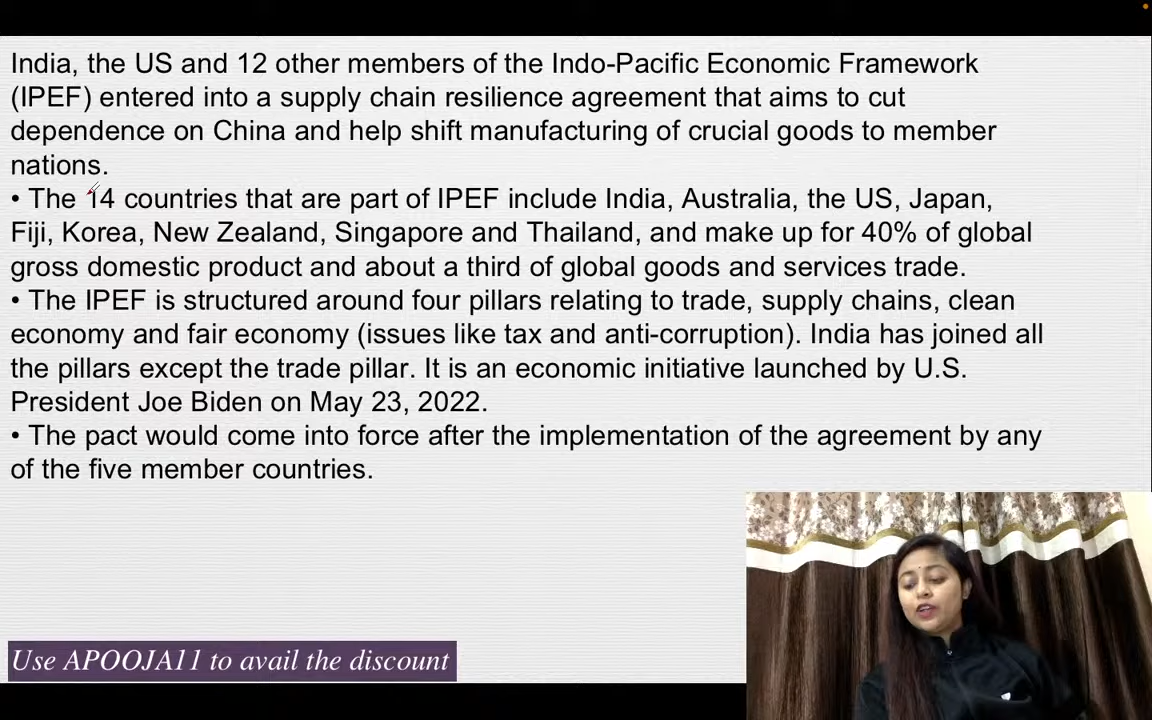 India, the US and 12 other members of the Indo-Pacific Economic Framework
(IPEF) entered into a supply chain resilience agreement that aims to cut
dependence on China and help shift manufacturing of crucial goods to member
nations.
• The 14 countries that are part of IPEF include India, Australia, the US, Japan,
Fiji, Korea, New Zealand, Singapore and Thailand, and make up for 40% of global
gross domestic product and about a third of global goods and services trade.
• The IPEF is structured around four pillars relating to trade, supply chains, clean
economy and fair economy (issues like tax and anti-corruption). India has joined all
the pillars except the trade pillar. It is an economic initiative launched by U.S.
President Joe Biden on May 23, 2022.
• The pact would come into force after the implementation of the agreement by any
of the five member countries.
Use APOOJA11 to avail the discount